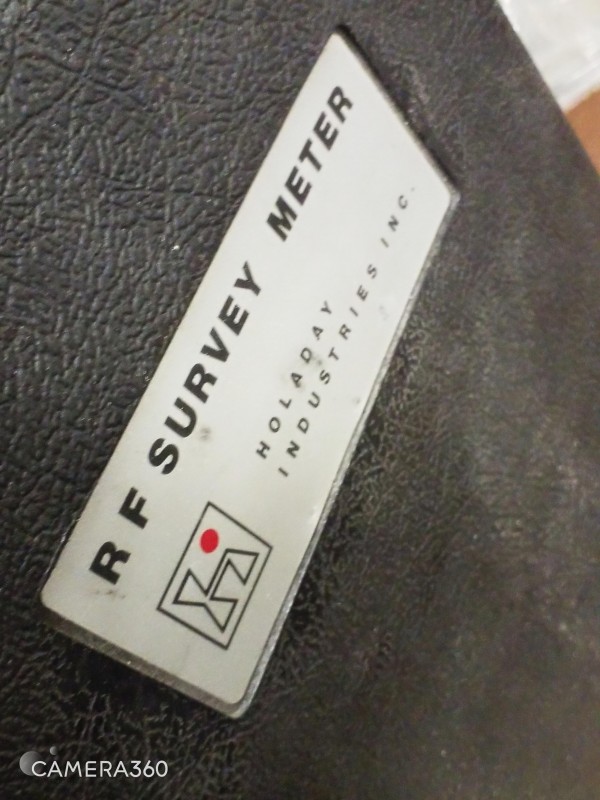 RF SURVEY METER
HOLADAY
INDUSTRIES INC.
CAMERA360